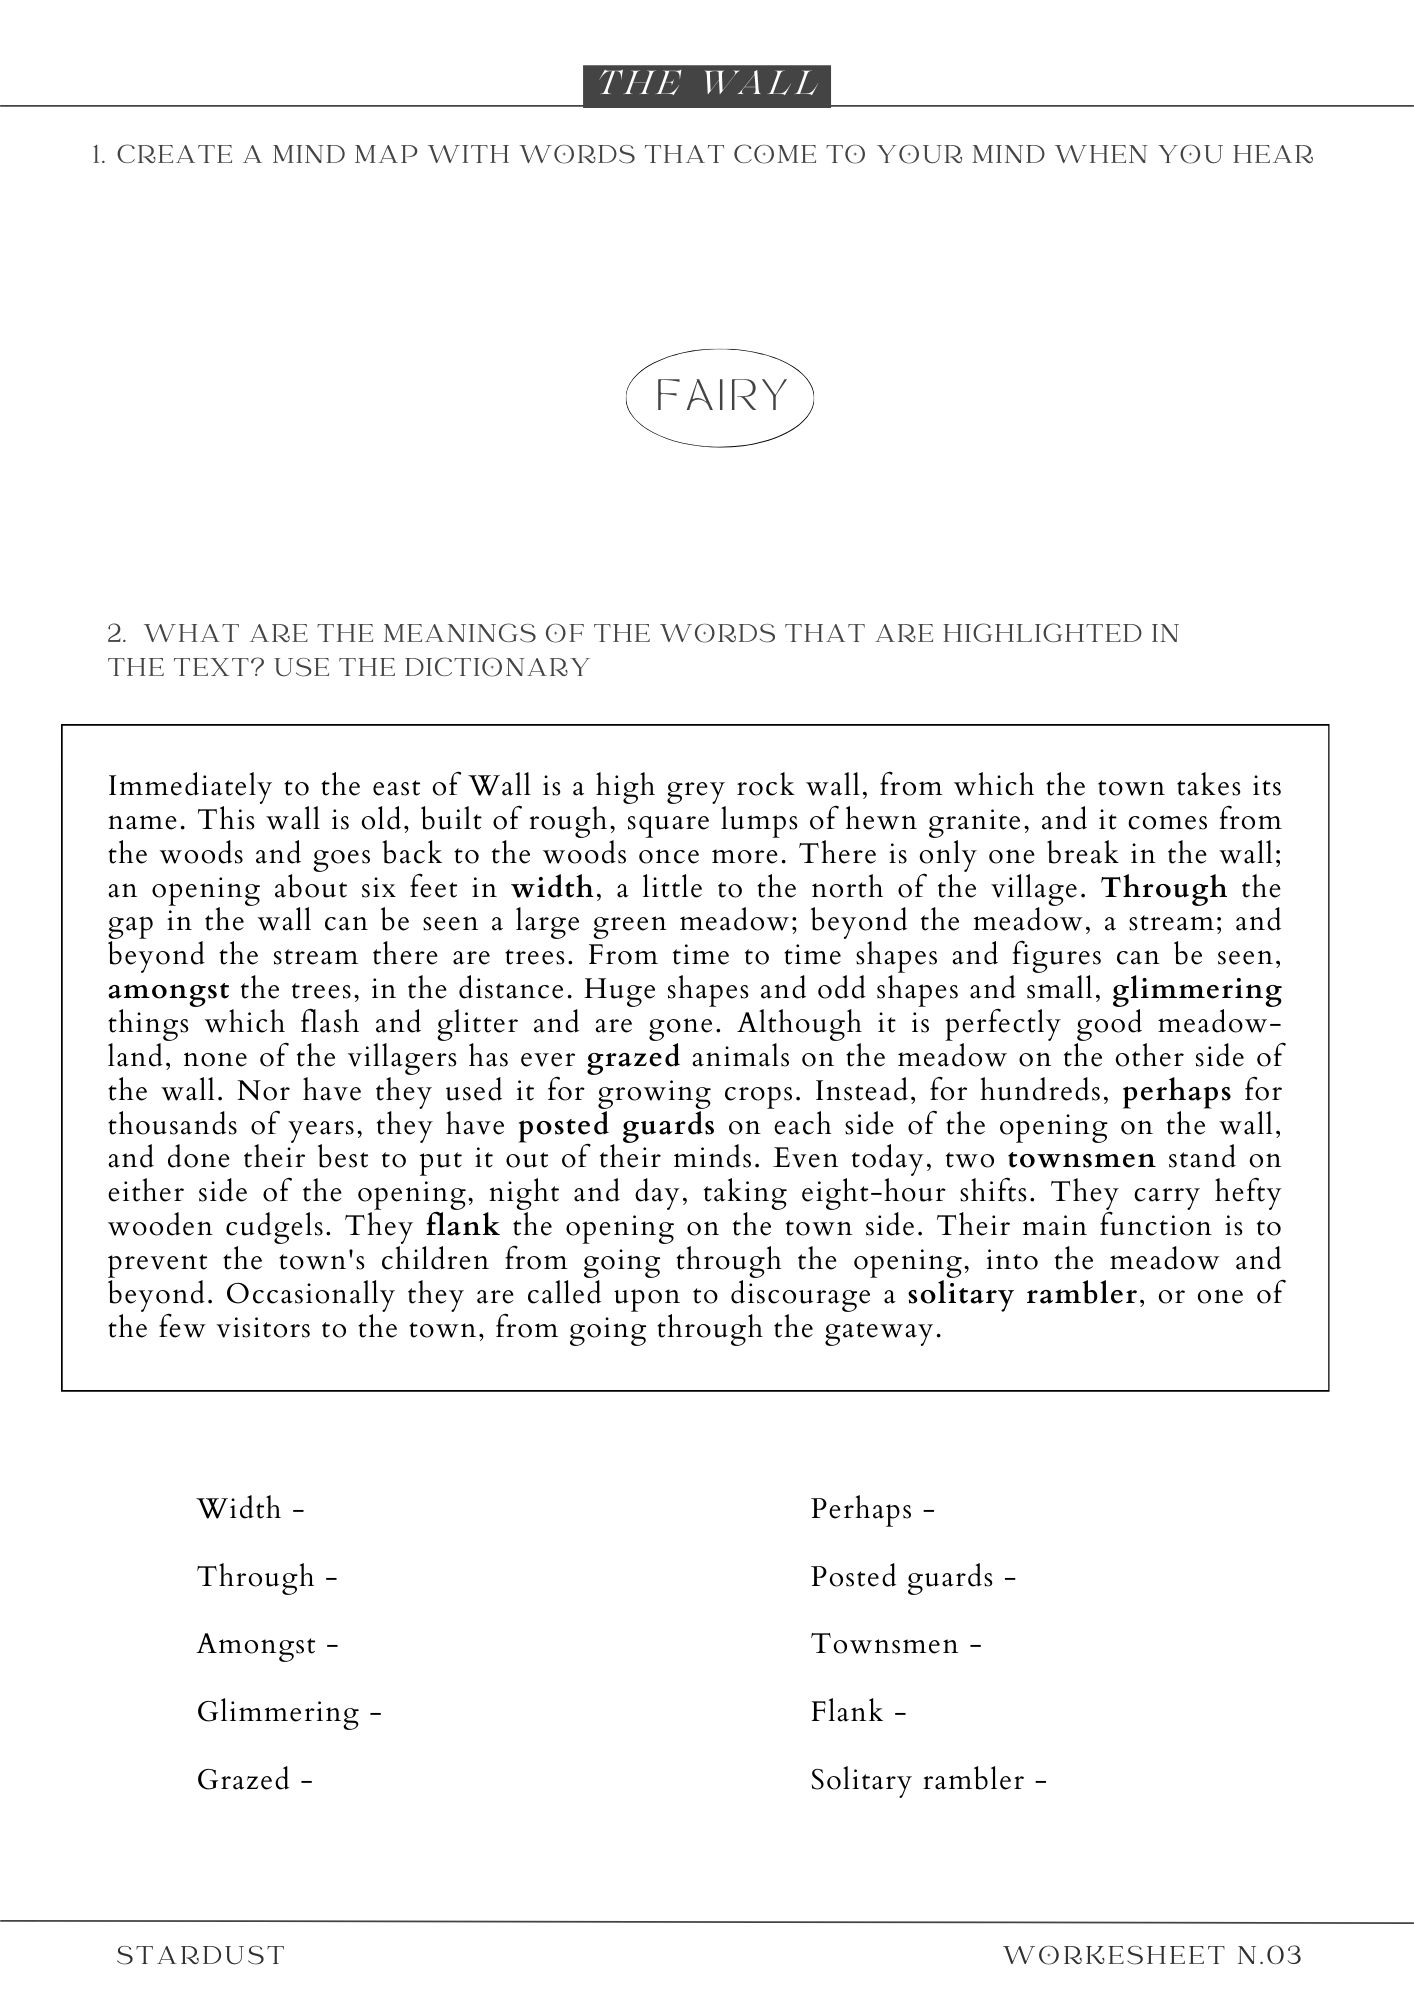 THE WALL
1. CREATE A MIND MAP WITH WORDS THAT COME TO YOUR MIND WHEN YOU HEAR
FAIRY
2. WHAT ARE THE MEANINGS OF THE WORDS THAT ARE HIGHLIGHTED IN
THE TEXT? USE THE DICTIONARY
Immediately to the east of Wall is a high grey rock wall, from which the town takes its
name. This wall is old, built of rough, square lumps of hewn granite, and it comes from
the woods and goes back to the woods once more. There is only one break in the wall;
an opening about six feet in width, a little to the north of the village. Through the
gap in the wall can be seen a large green meadow; beyond the meadow, a stream; and
beyond the stream there are trees. From time to time shapes and figures can be seen,
amongst the trees, in the distance. Huge shapes and odd shapes and small, glimmering
things which flash and glitter and are gone. Although it is perfectly good meadow-
land, none of the villagers has ever grazed animals on the meadow on the other side of
the wall. Nor have they used it for growing crops. Instead, for hundreds, perhaps for
thousands of years, they have posted guards on each side of the opening on the wall,
and done their best to put it out of their minds. Even today, two townsmen stand on
either side of the opening, night and day, taking eight-hour shifts. They carry hefty
wooden cudgels. They flank the opening on the town side. Their main function is to
prevent the town's children from going through the opening, into the meadow and
beyond. Occasionally they are called upon to discourage a solitary rambler, or one of
the few visitors to the town, from going through the gateway.
Width -
Through -
Amongst -
Glimmering -
Grazed -
Perhaps -
Posted guards -
Townsmen -
Flank -
Solitary rambler -
STARDUST
WORKESHEET N.03